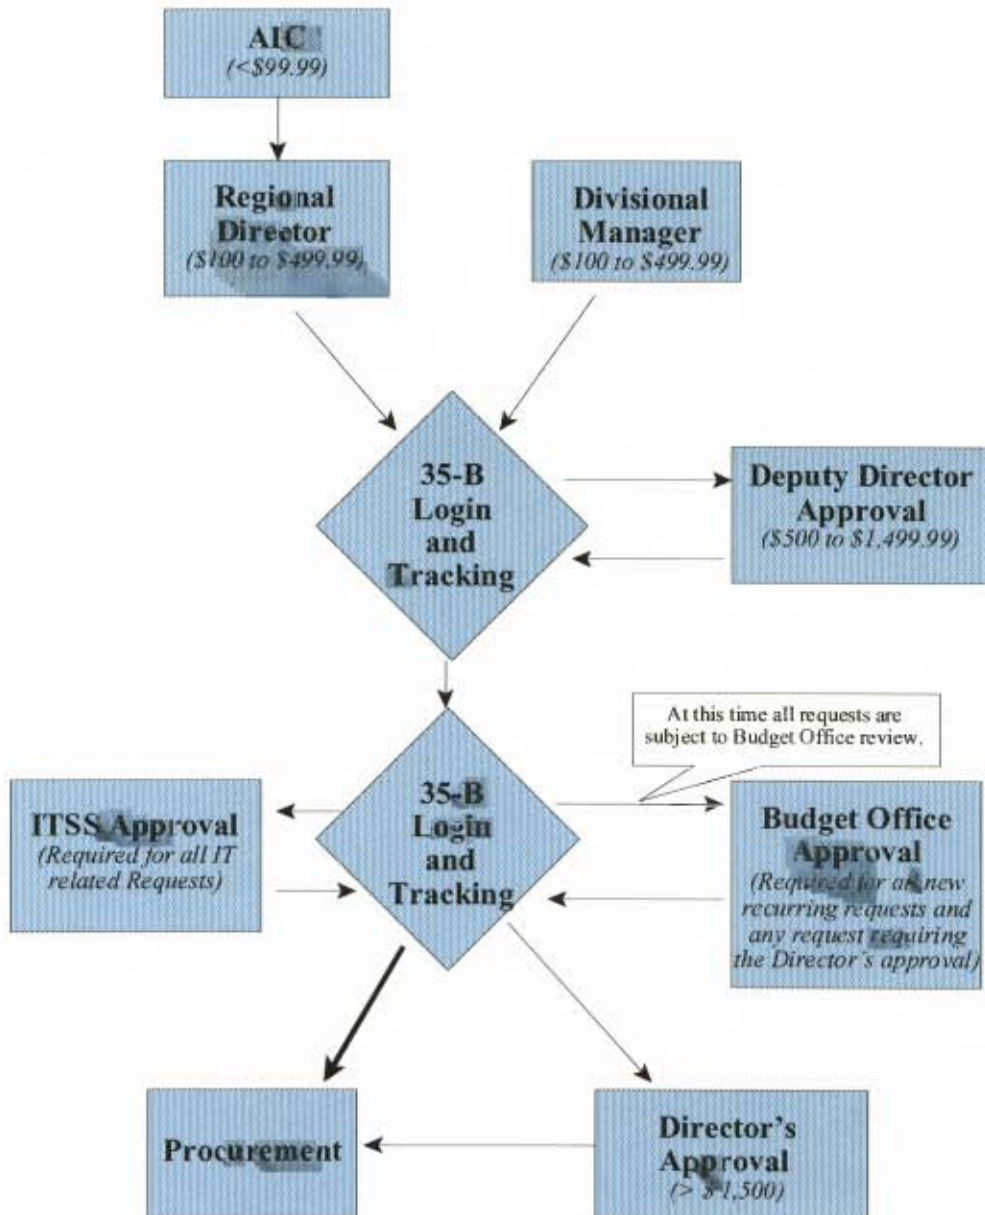 AIC
(<$99.99)
Regional
Director
($100 to $499.99)
Divisional
Manager
($100 to $499.99)
35-B
Login
and
Tracking
Deputy Director
Approval
($500 to $1,499.99)
At this time all requests are
subject to Budget Office review.
ITSS Approval
(Required for all IT
related Requests)
35-B
Login
and
Tracking
Budget Office
Approval
(Required for all new
recurring requests and
any request requiring
the Director's approval)
Procurement
Director's
Approval
(> $1,500)